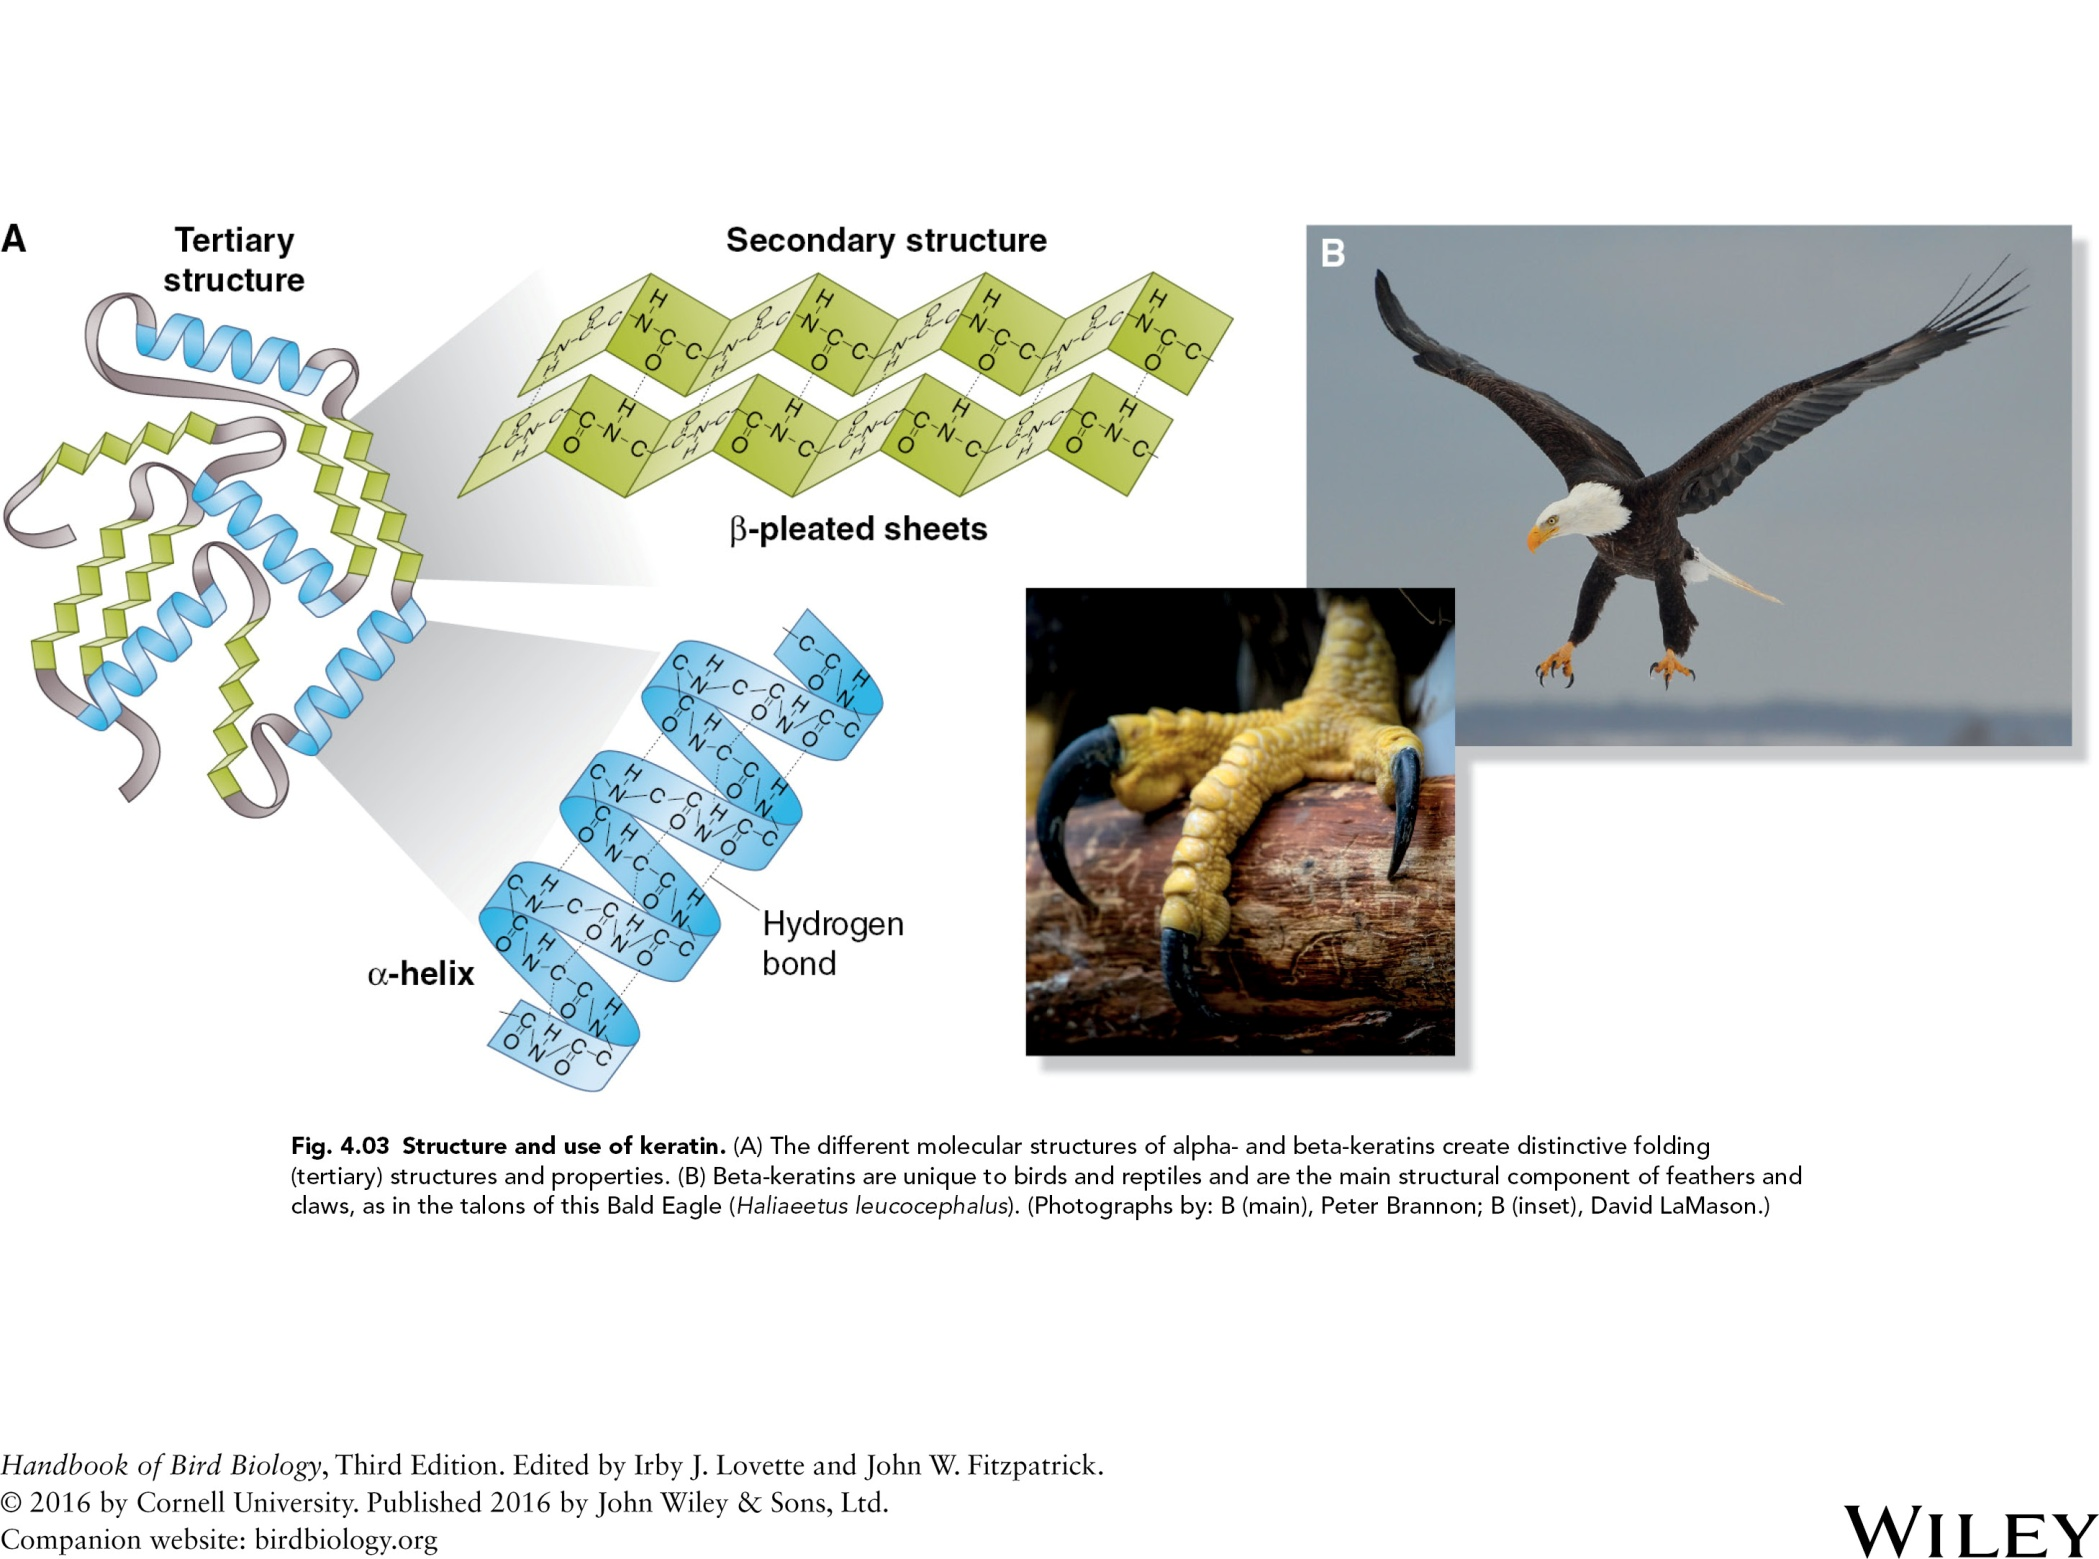 A
Tertiary
structure
Secondary structure
β-pleated sheets
α-helix
Hydrogen
bond
B
Fig. 4.03 Structure and use of keratin. (A) The different molecular structures of alpha- and beta-keratins create distinctive folding
(tertiary) structures and properties. (B) Beta-keratins are unique to birds and reptiles and are the main structural component of feathers and
claws, as in the talons of this Bald Eagle (Haliaeetus leucocephalus). (Photographs by: B (main), Peter Brannon; B (inset), David LaMason.)
Handbook of Bird Biology, Third Edition. Edited by Irby J. Lovette and John W. Fitzpatrick.
© 2016 by Cornell University. Published 2016 by John Wiley & Sons, Ltd.
Companion website: birdbiology.org
WILEY